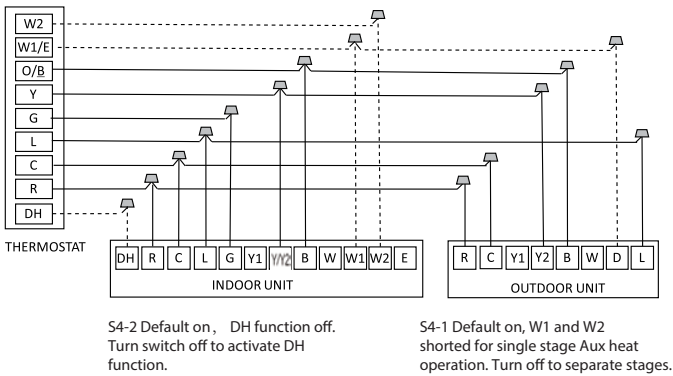 W2
W1/E
O/B
Y
G
L
C
R
DH
THERMOSTAT
DH R C L G Y1 Y/Y2 B W W1 W2 E
INDOOR UNIT
R C Y1 Y2 B W D L
OUTDOOR UNIT
S4-2 Default on， DH function off.
Turn switch off to activate DH
function.
S4-1 Default on, W1 and W2
shorted for single stage Aux heat
operation. Turn off to separate stages.